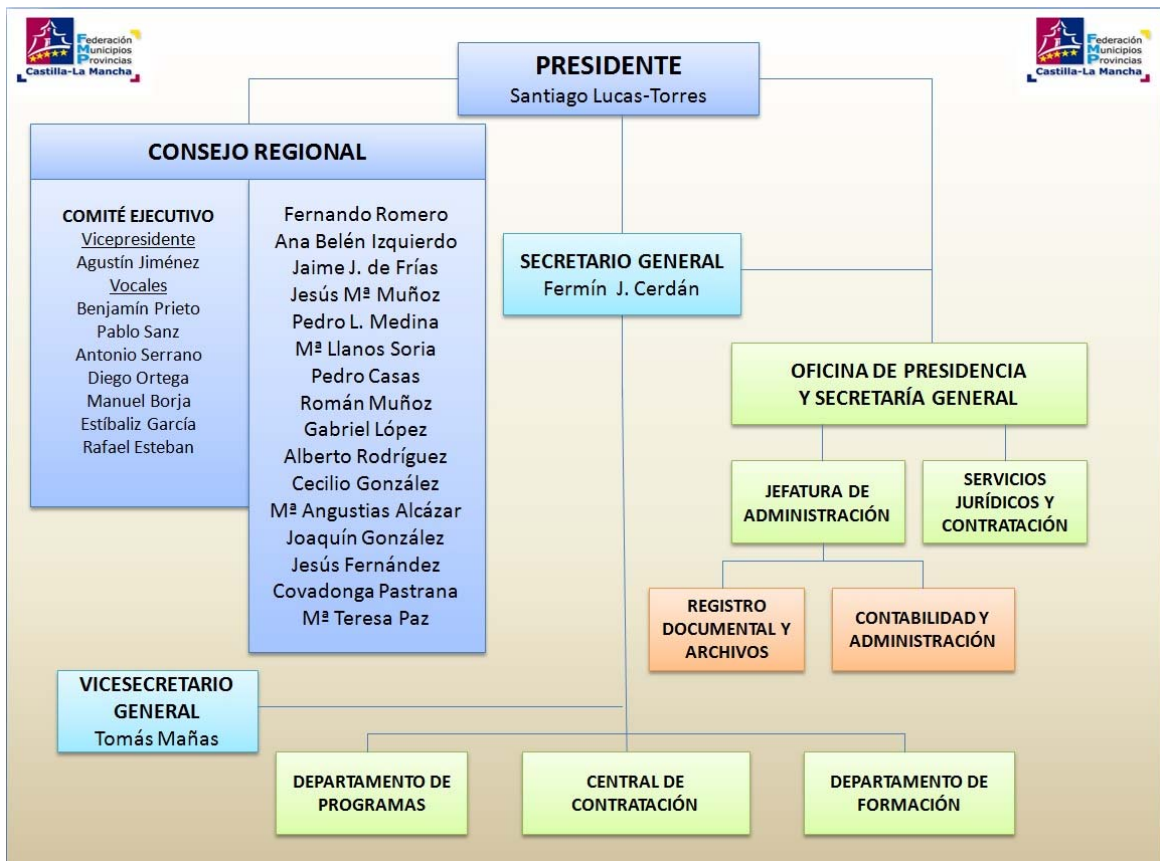 Federación
Municipios
Provincias
Castilla-La Mancha
Federación
Municipios
Provincias
Castilla-La Mancha
PRESIDENTE
Santiago Lucas-Torres
CONSEJO REGIONAL
COMITÉ EJECUTIVO
Vicepresidente
Agustín Jiménez
Vocales
Benjamín Prieto
Pablo Sanz
Antonio Serrano
Diego Ortega
Manuel Borja
Estíbaliz García
Rafael Esteban
Fernando Romero
Ana Belén Izquierdo
Jaime J. de Frías
Jesús Mª Muñoz
Pedro L. Medina
Mª Llanos Soria
Pedro Casas
Román Muñoz
Gabriel López
Alberto Rodríguez
Cecilio González
Mª Angustias Alcázar
Joaquín González
Jesús Fernández
Covadonga Pastrana
Mª Teresa Paz
SECRETARIO GENERAL
Fermín J. Cerdán
OFICINA DE PRESIDENCIA
Y SECRETARÍA GENERAL
JEFATURA DE
ADMINISTRACIÓN
SERVICIOS
JURÍDICOS Y
CONTRATACIÓN
REGISTRO
DOCUMENTAL Y
ARCHIVOS
CONTABILIDAD Y
ADMINISTRACIÓN
VICESECRETARIO
GENERAL
Tomás Mañas
DEPARTAMENTO DE
PROGRAMAS
CENTRAL DE
CONTRATACIÓN
DEPARTAMENTO DE
FORMACIÓN